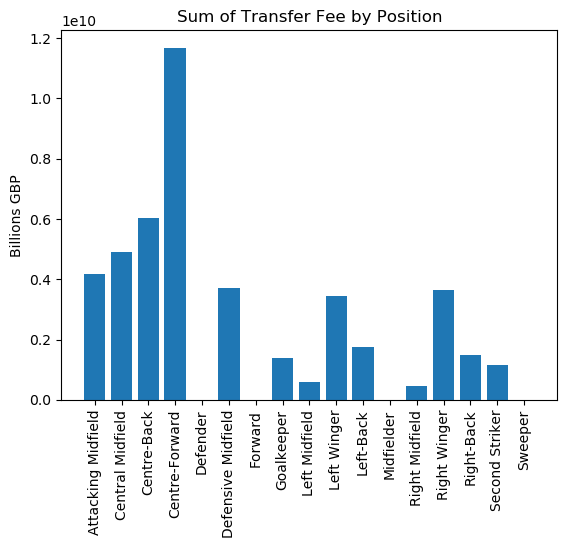 Sum of Transfer Fee by Position
1e10
1.2
1.0
0.8
0.6
0.4
0.2
0.0
Billions GBP
Attacking Midfield
Central Midfield
Centre-Back
Centre-Forward
Defender
Defensive Midfield
Forward
Goalkeeper
Left Midfield
Left Winger
Left-Back
Midfielder
Right Midfield
Right Winger
Right-Back
Second Striker
Sweeper